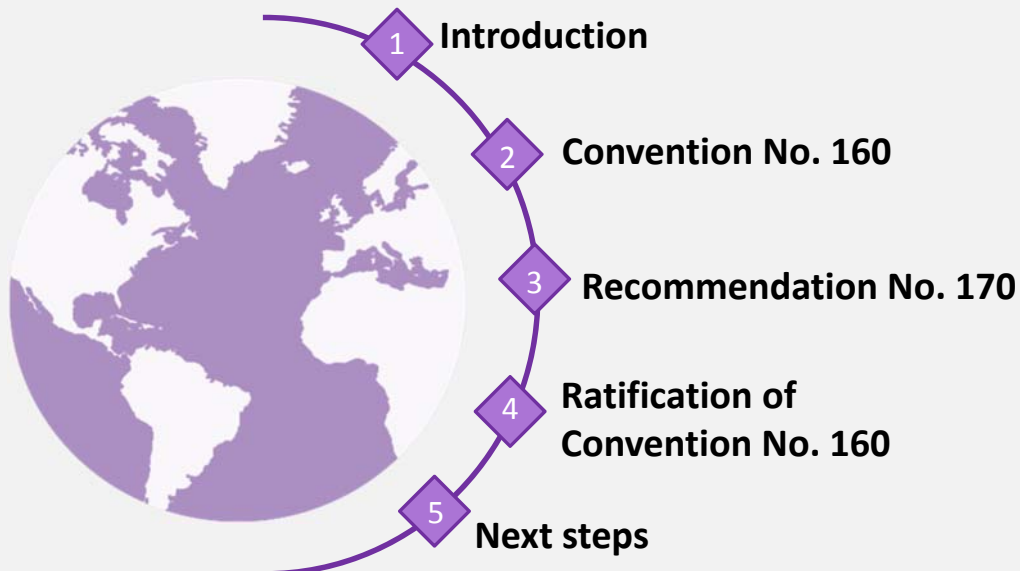 1
Introduction
2
Convention No. 160
3
Recommendation No. 170
4
Ratification of
Convention No. 160
5
Next steps